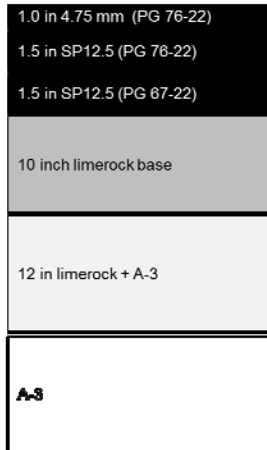 1.0 in 4.75 mm (PG 76-22)
1.5 in SP12.5 (PG 76-22)
1.5 in SP12.5 (PG 67-22)
10 inch limerock base
12 in limerock + A-3
A-3